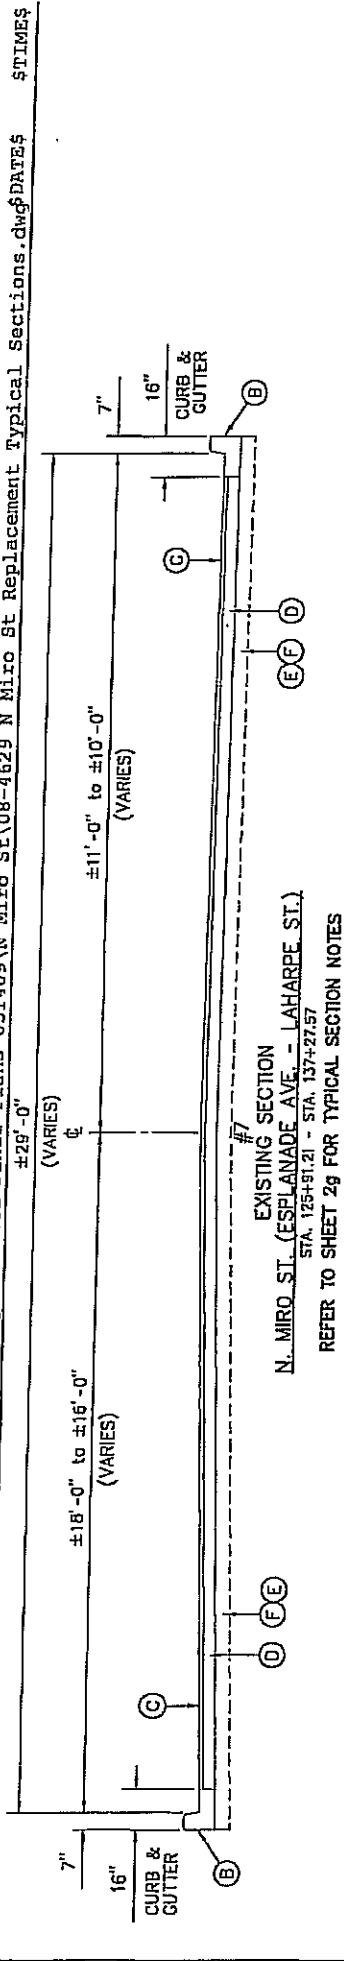 N Miro St\08-4629 N Miro St Replacement Typical Sections.dwg$DATE$ $TIME$
±29'-0"
(VARIES)
±18'-0" to ±16'-0"
(VARIES)
±11'-0" to ±10'-0"
(VARIES)
7"
16"
CURB &
GUTTER
7"
16"
CURB &
GUTTER
B
C
D
F E
℄
C
D
E F
B
#7
EXISTING SECTION
N. MIRO ST. (ESPLANADE AVE. - LAHARPE ST.)
STA. 125+91.21 - STA. 137+27.57
REFER TO SHEET 2g FOR TYPICAL SECTION NOTES